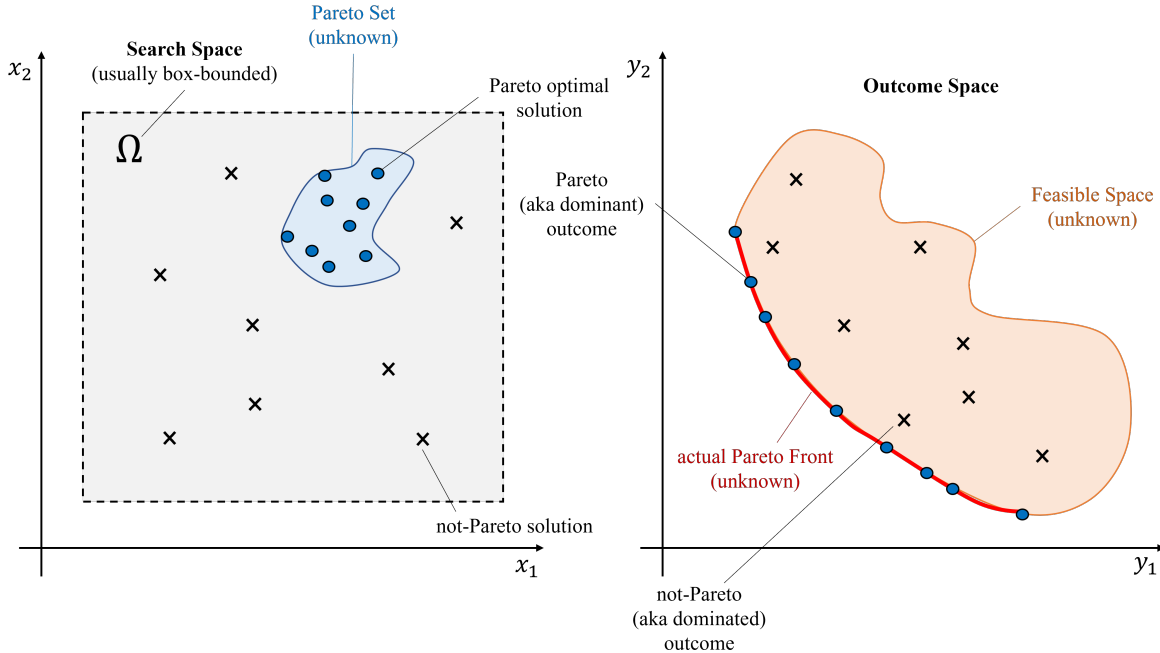 Pareto Set
(unknown)
Search Space
(usually box-bounded)
x₂
Ω
Pareto optimal
solution
not-Pareto solution
x₁
y₂
Outcome Space
Pareto
(aka dominant)
outcome
Feasible Space
(unknown)
actual Pareto Front
(unknown)
y₁
not-Pareto
(aka dominated)
outcome